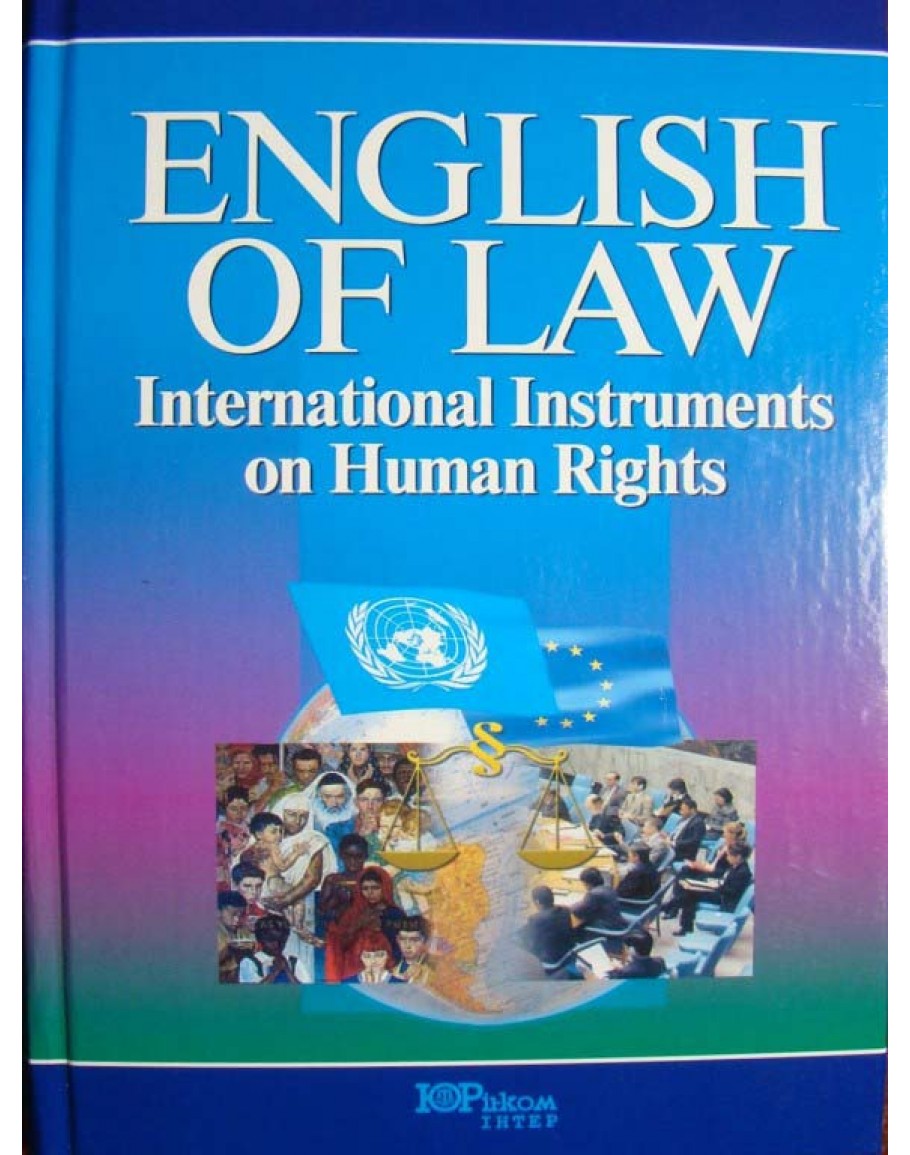 ENGLISH
OF LAW
International Instruments
on Human Rights
§
ЮРінком
ІНТЕР